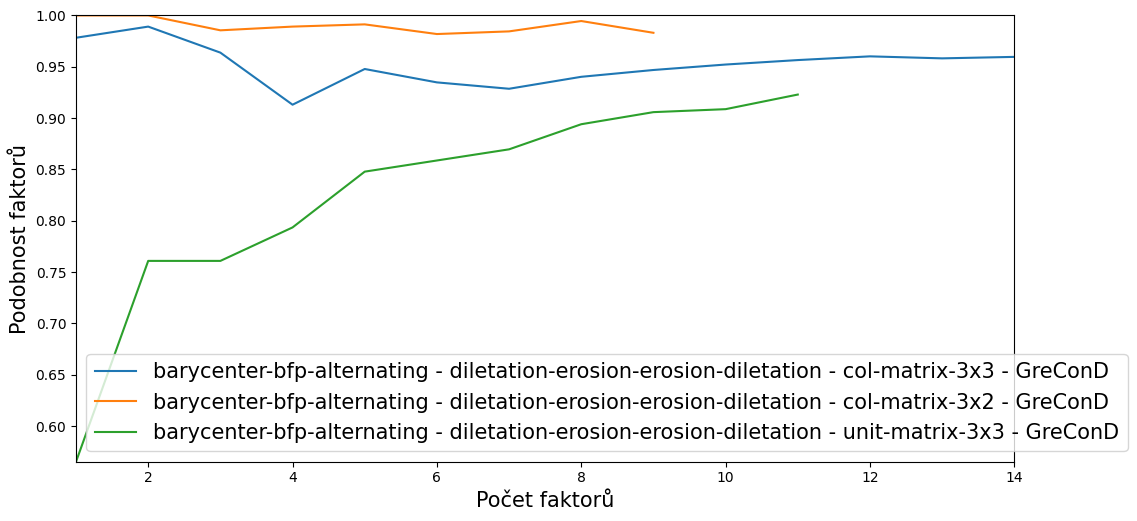 1.00
0.95
0.90
0.85
0.80
0.75
0.70
0.65
0.60
Podobnost faktorů
barycenter-bfp-alternating - diletation-erosion-erosion-diletation - col-matrix-3x3 - GreConD
barycenter-bfp-alternating - diletation-erosion-erosion-diletation - col-matrix-3x2 - GreConD
barycenter-bfp-alternating - diletation-erosion-erosion-diletation - unit-matrix-3x3 - GreConD
2 4 6 8 10 12 14
Počet faktorů